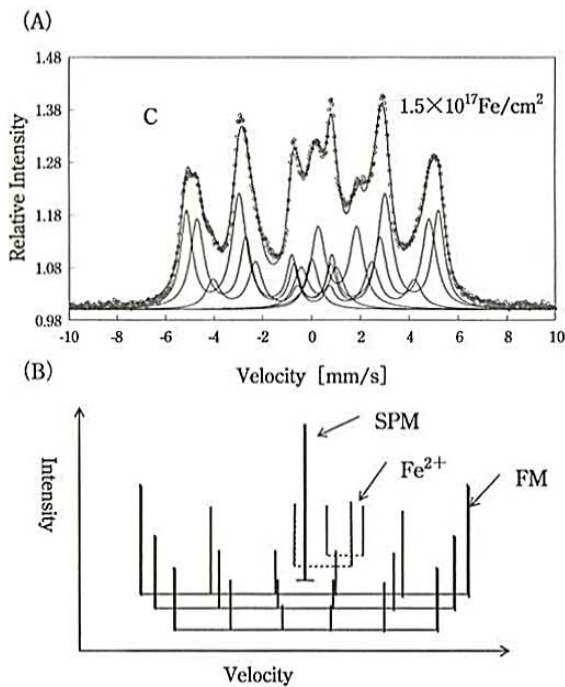 (A)
1.48
1.38
1.28
1.18
1.08
0.98
Relative Intensity
C
1.5×10¹⁷Fe/cm²
-10 -8 -6 -4 -2 0 2 4 6 8 10
Velocity [mm/s]
(B)
Intensity
SPM
Fe²⁺
FM
Velocity